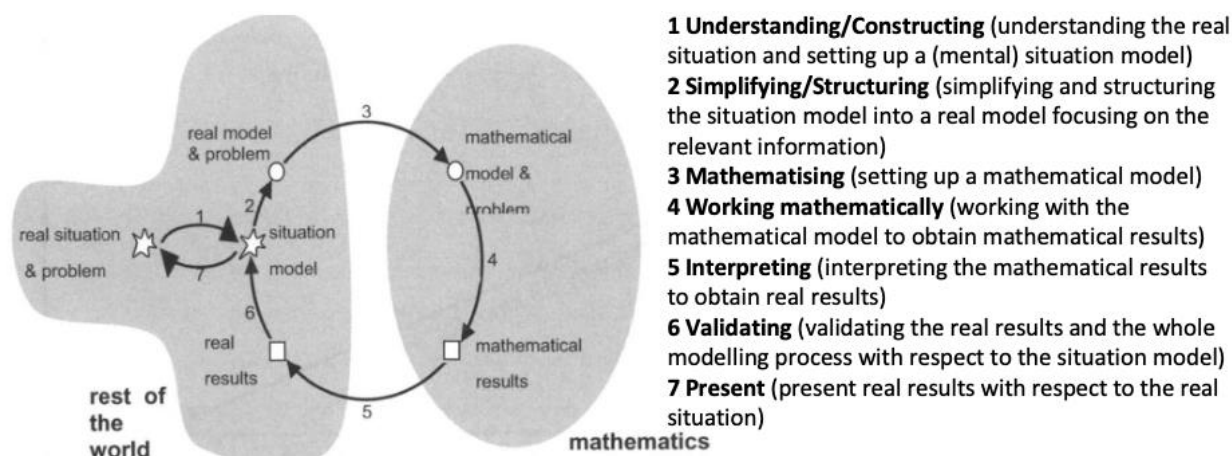 3
real model
& problem
mathematical
model &
problem
1
2
real situation
& problem
situation
model
7
4
6
real
results
mathematical
results
5
rest of
the
world
mathematics
1 Understanding/Constructing (understanding the real
situation and setting up a (mental) situation model)
2 Simplifying/Structuring (simplifying and structuring
the situation model into a real model focusing on the
relevant information)
3 Mathematising (setting up a mathematical model)
4 Working mathematically (working with the
mathematical model to obtain mathematical results)
5 Interpreting (interpreting the mathematical results
to obtain real results)
6 Validating (validating the real results and the whole
modelling process with respect to the situation model)
7 Present (present real results with respect to the real
situation)